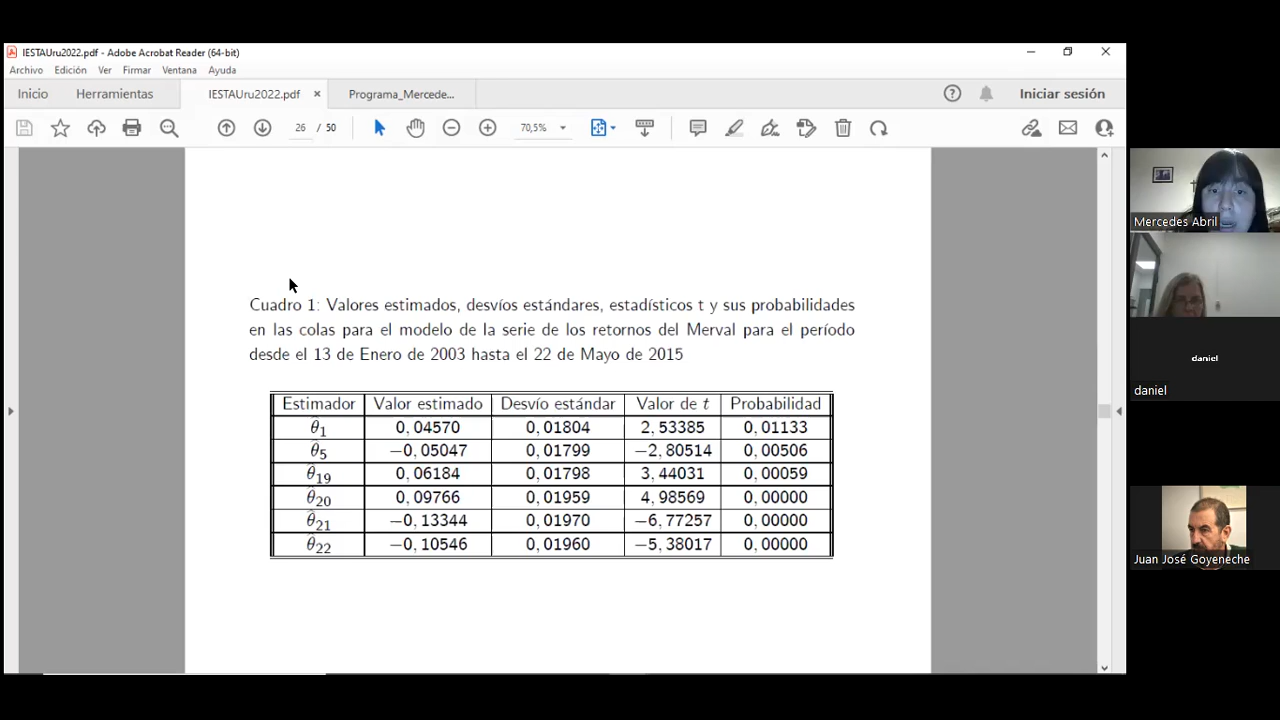 IESTAUru2022.pdf - Adobe Acrobat Reader (64-bit)
Archivo Edición Ver Firmar Ventana Ayuda
Inicio Herramientas IESTAUru2022.pdf × Programa_Mercede... Iniciar sesión
26 / 50 70,5%
Cuadro 1: Valores estimados, desvíos estándares, estadísticos t y sus probabilidades
en las colas para el modelo de la serie de los retornos del Merval para el período
desde el 13 de Enero de 2003 hasta el 22 de Mayo de 2015
Estimador Valor estimado Desvío estándar Valor de t Probabilidad
θ̂1 0,04570 0,01804 2,53385 0,01133
θ̂5 −0,05047 0,01799 −2,80514 0,00506
θ̂19 0,06184 0,01798 3,44031 0,00059
θ̂20 0,09766 0,01959 4,98569 0,00000
θ̂21 −0,13344 0,01970 −6,77257 0,00000
θ̂22 −0,10546 0,01960 −5,38017 0,00000
Mercedes Abril
daniel
daniel
Juan José Goyeneche